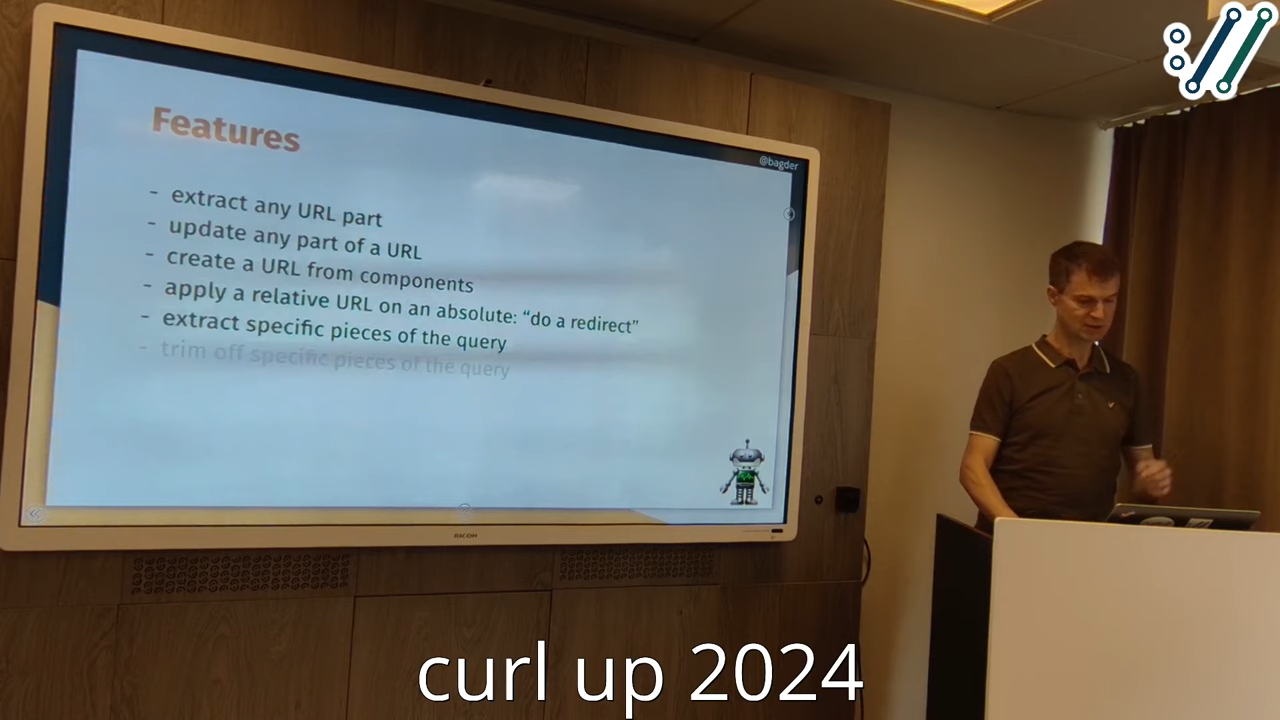 @bagder
Features
- extract any URL part
- update any part of a URL
- create a URL from components
- apply a relative URL on an absolute: “do a redirect”
- extract specific pieces of the query
- trim off specific pieces of the query
RICOH
curl up 2024